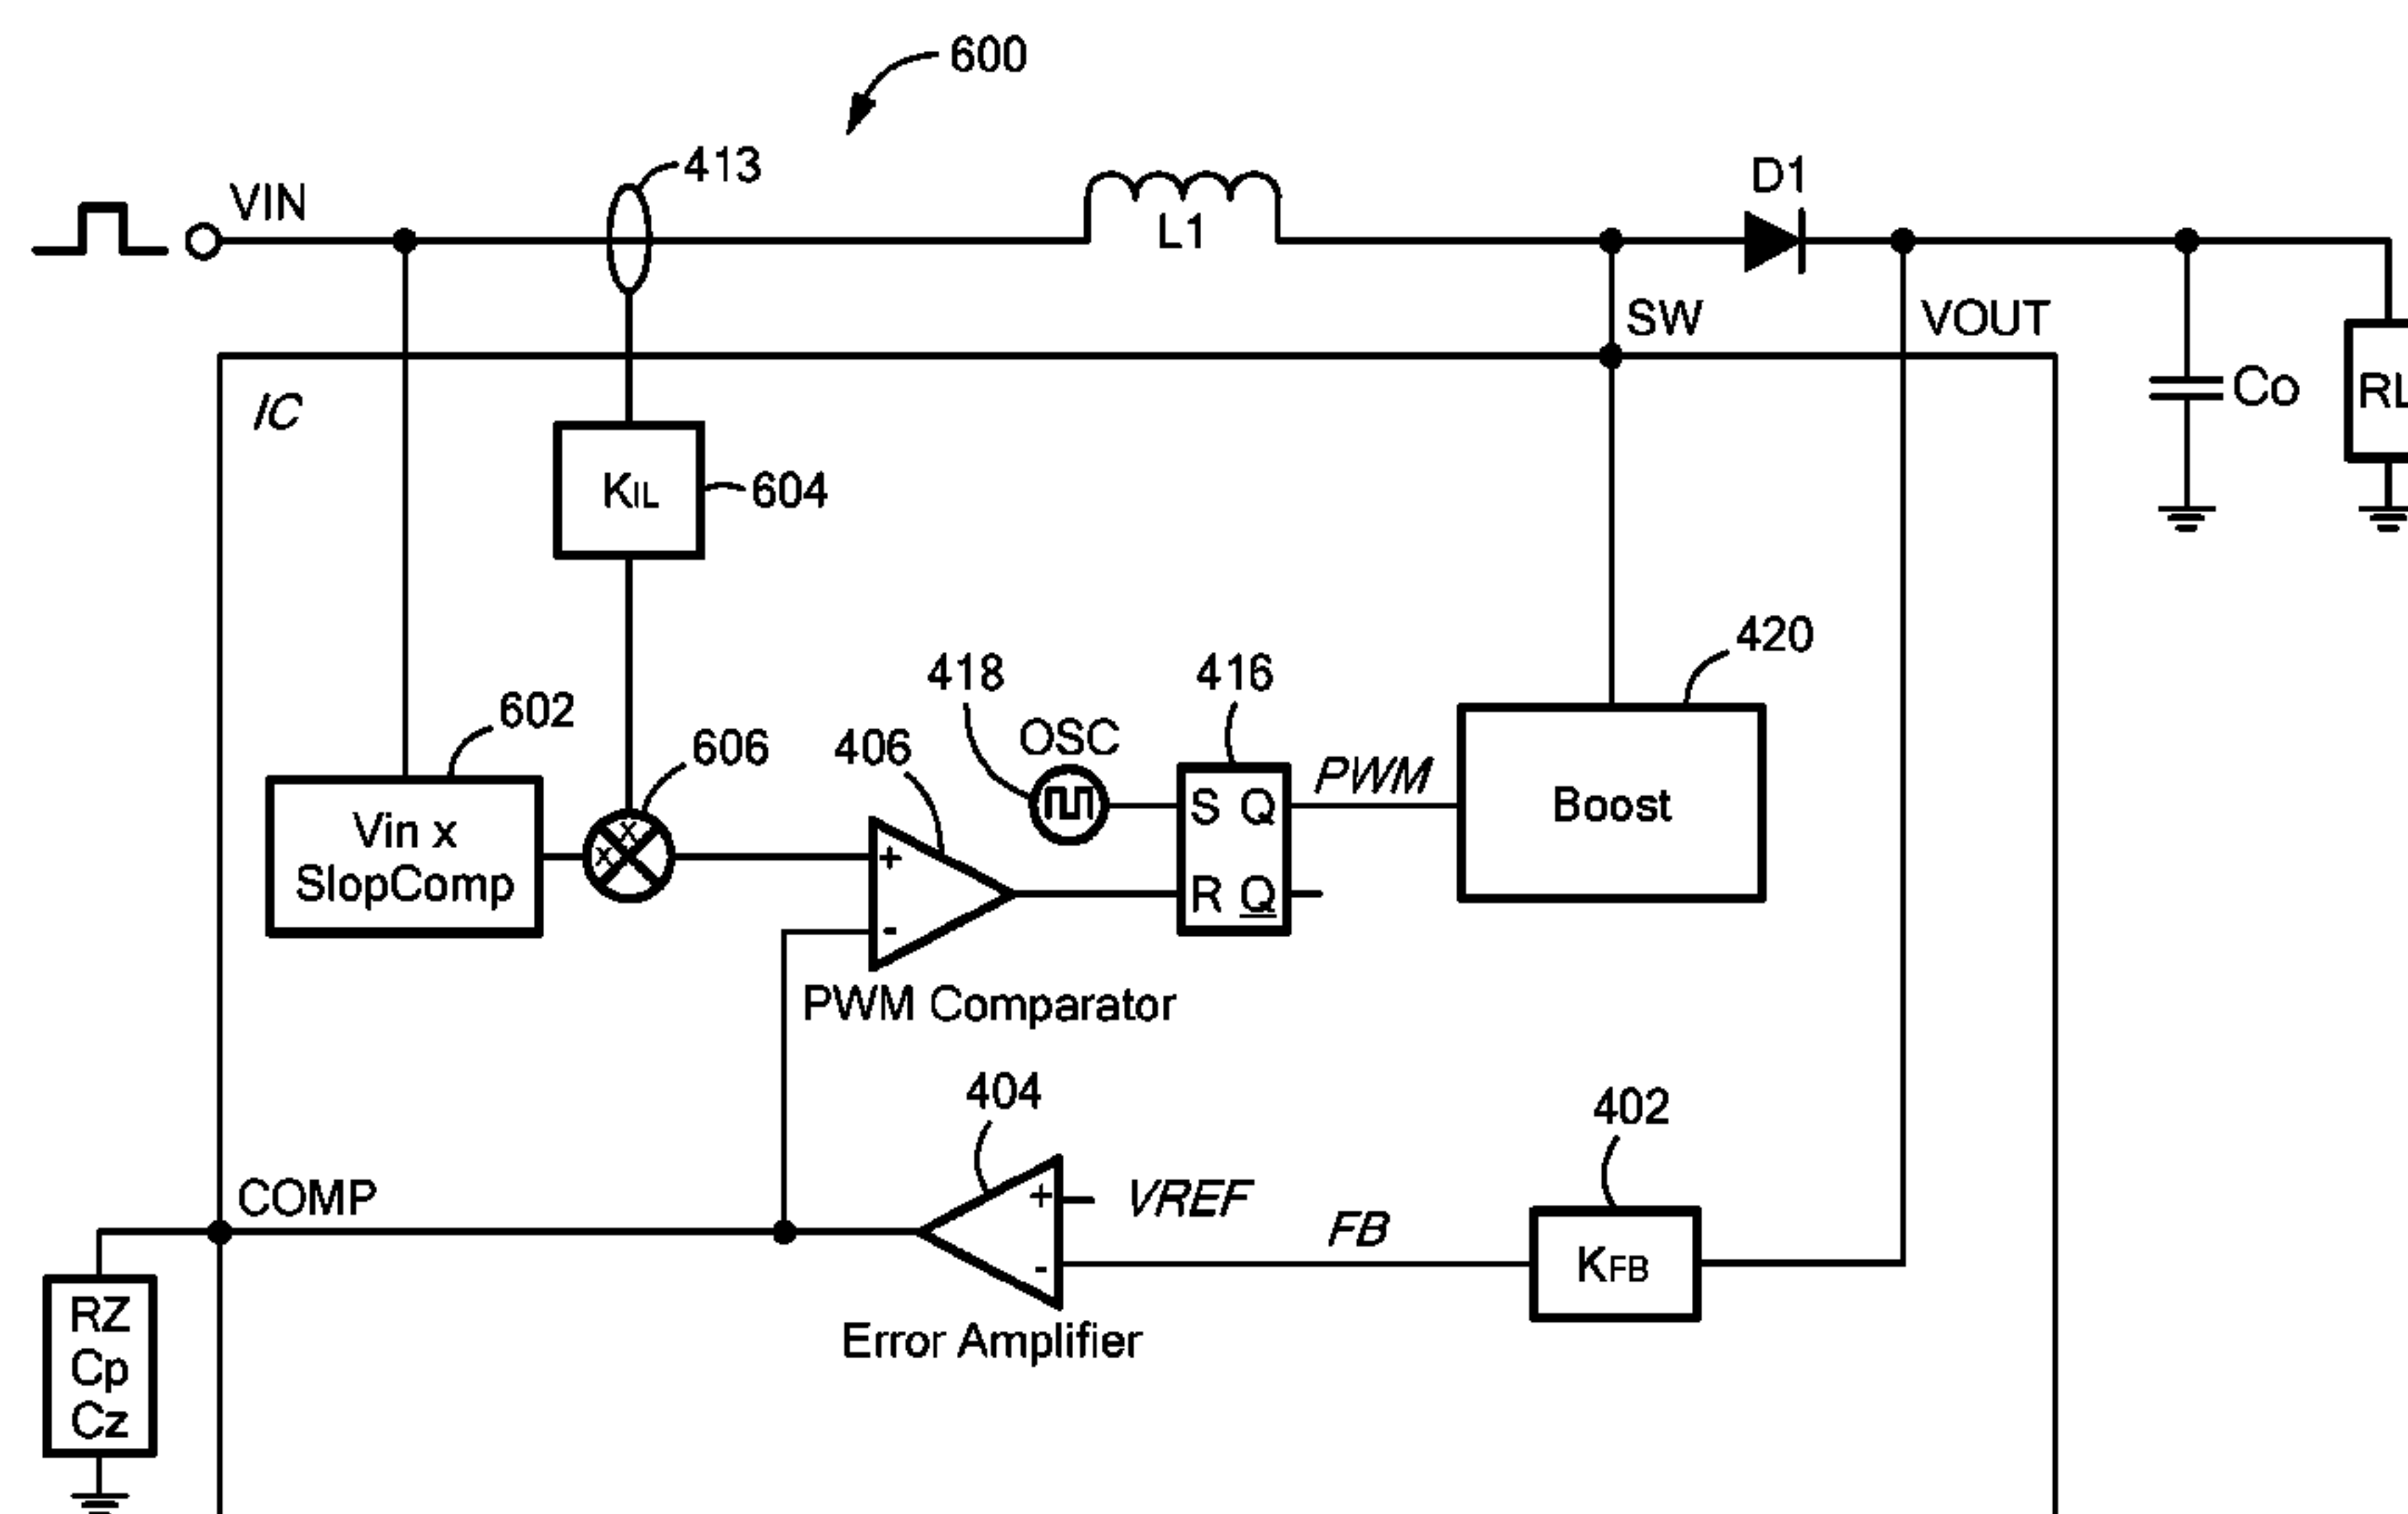 600
413
VIN
L1
D1
SW
VOUT
IC
Co
RL
KIL
604
602
606
406
418
416
420
OSC
PWM
Vin x
SlopComp
x
x
+
-
S Q
R Q
Boost
PWM Comparator
404
402
COMP
+
-
VREF
FB
KFB
Error Amplifier
RZ
Cp
Cz